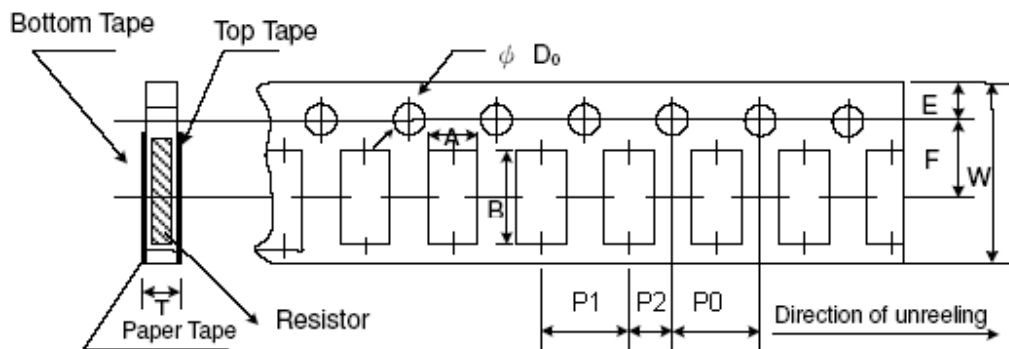 Bottom Tape
Top Tape
ϕ D₀
E
A
F
W
B
T
P1
P2
P0
Paper Tape
Resistor
Direction of unreeling